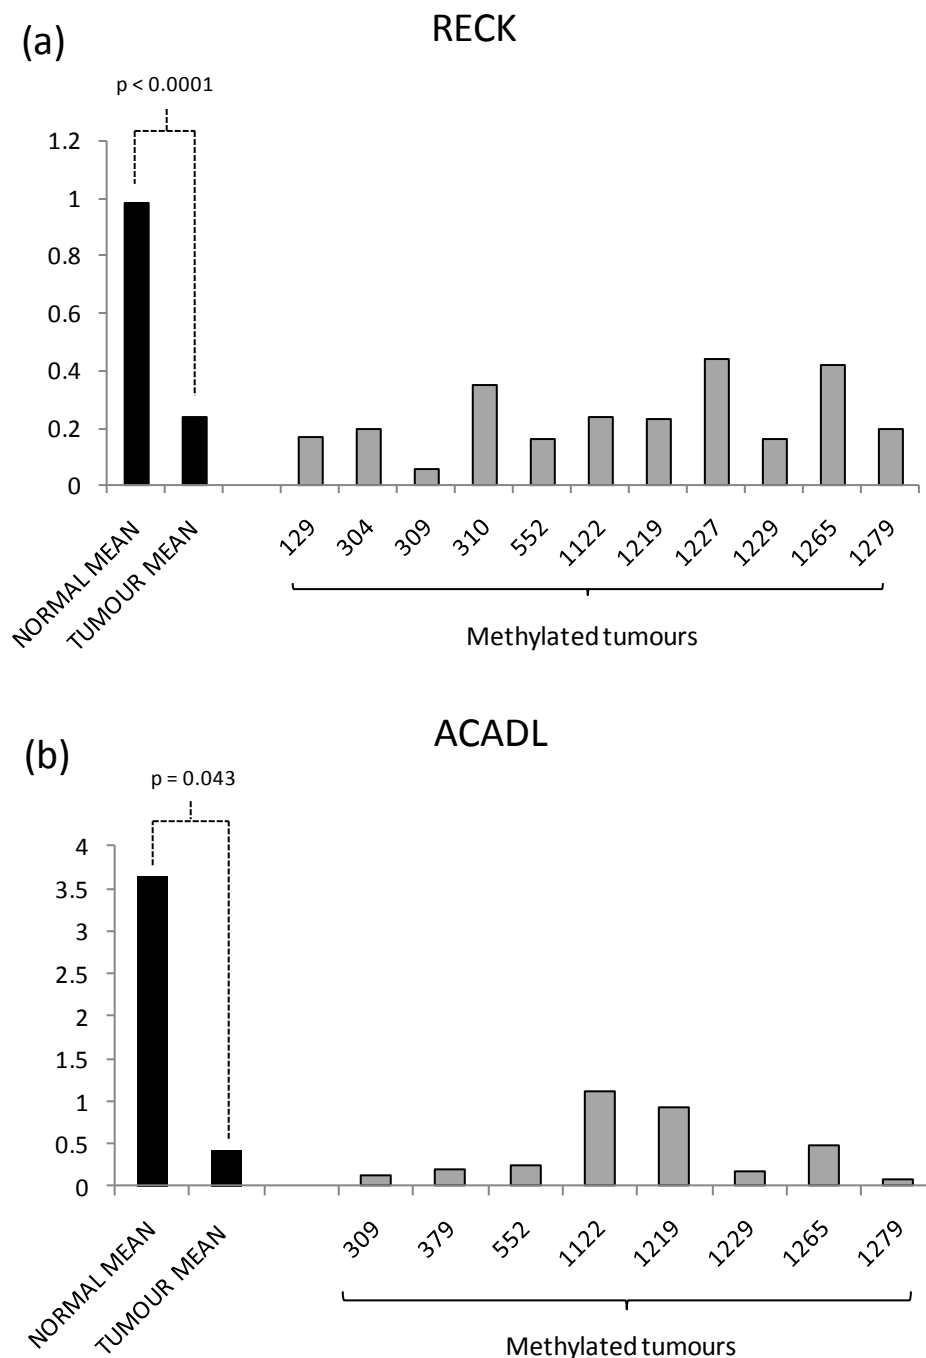 (a)
RECK
p < 0.0001
1.2
1
0.8
0.6
0.4
0.2
0
NORMAL MEAN
TUMOUR MEAN
129
304
309
310
552
1122
1219
1227
1229
1265
1279
Methylated tumours
(b)
ACADL
p = 0.043
4
3.5
3
2.5
2
1.5
1
0.5
0
NORMAL MEAN
TUMOUR MEAN
309
379
552
1122
1219
1229
1265
1279
Methylated tumours